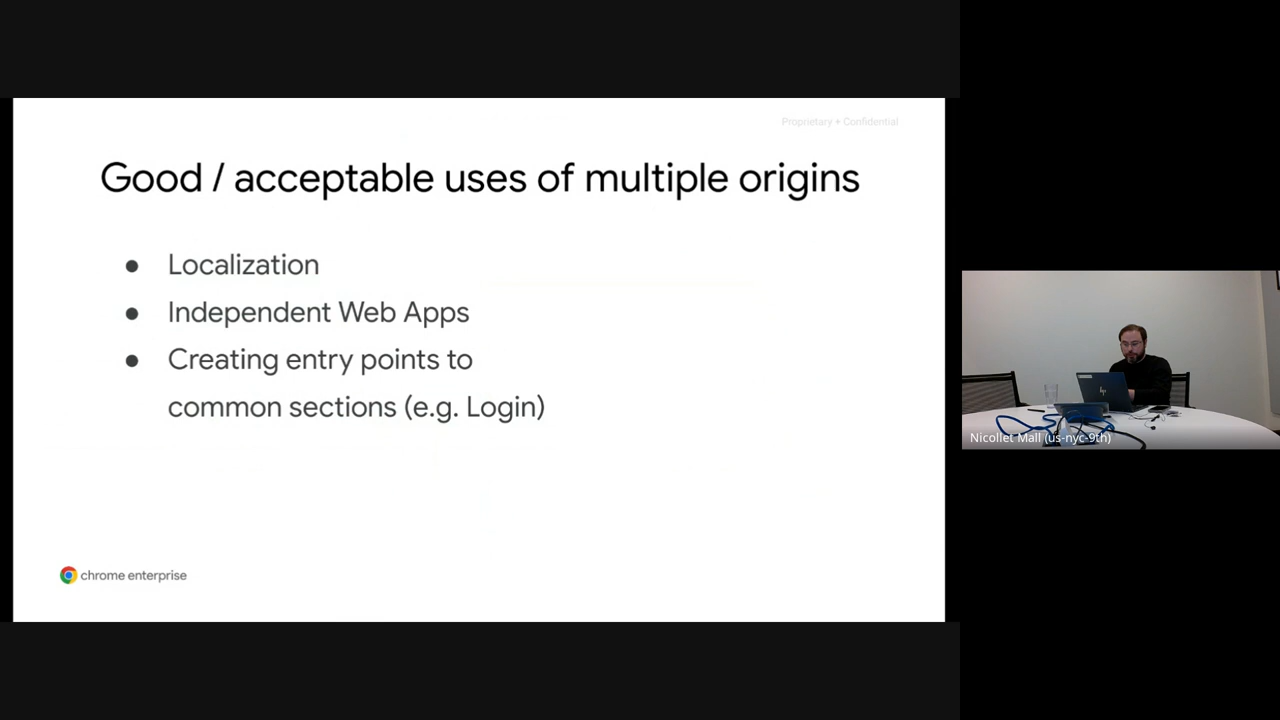 Proprietary + Confidential
Good / acceptable uses of multiple origins
● Localization
● Independent Web Apps
● Creating entry points to
common sections (e.g. Login)
chrome enterprise
hp
Nicollet Mall (us-nyc-9th)